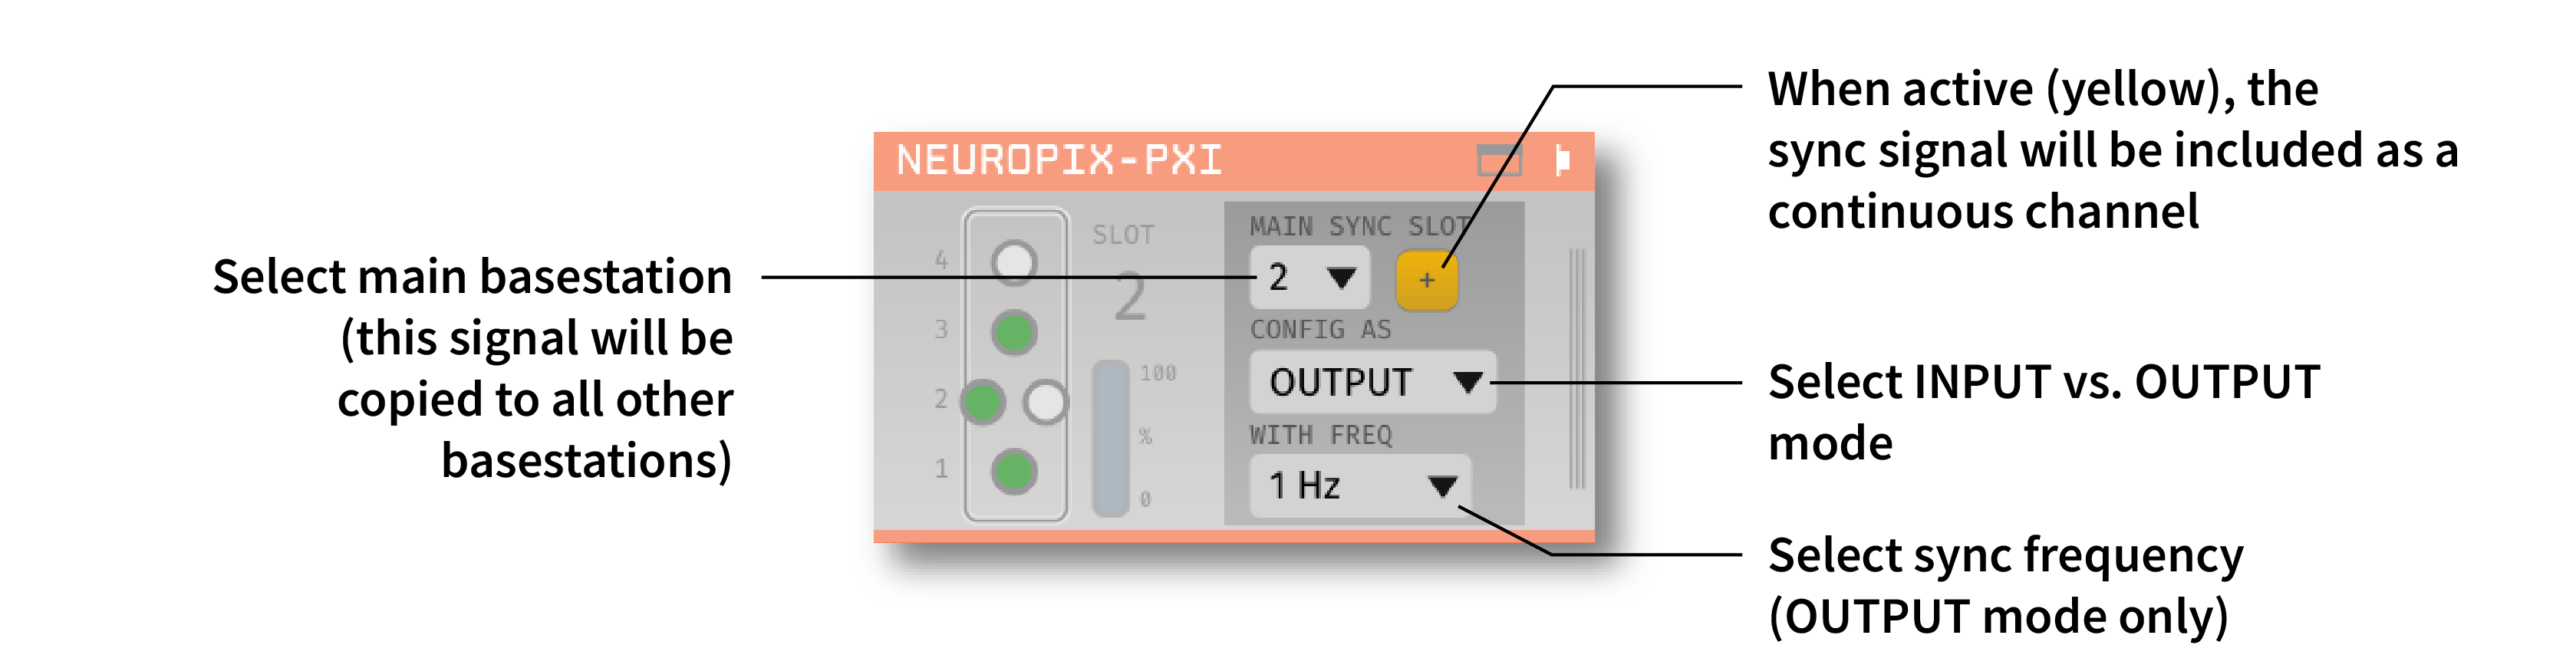 When active (yellow), the
sync signal will be included as a
continuous channel
NEUROPIX-PXI
Select main basestation
(this signal will be
copied to all other
basestations)
4
3
2
1
SLOT
2
100
%
0
MAIN SYNC SLOT
2
+
CONFIG AS
OUTPUT
WITH FREQ
1 Hz
Select INPUT vs. OUTPUT
mode
Select sync frequency
(OUTPUT mode only)